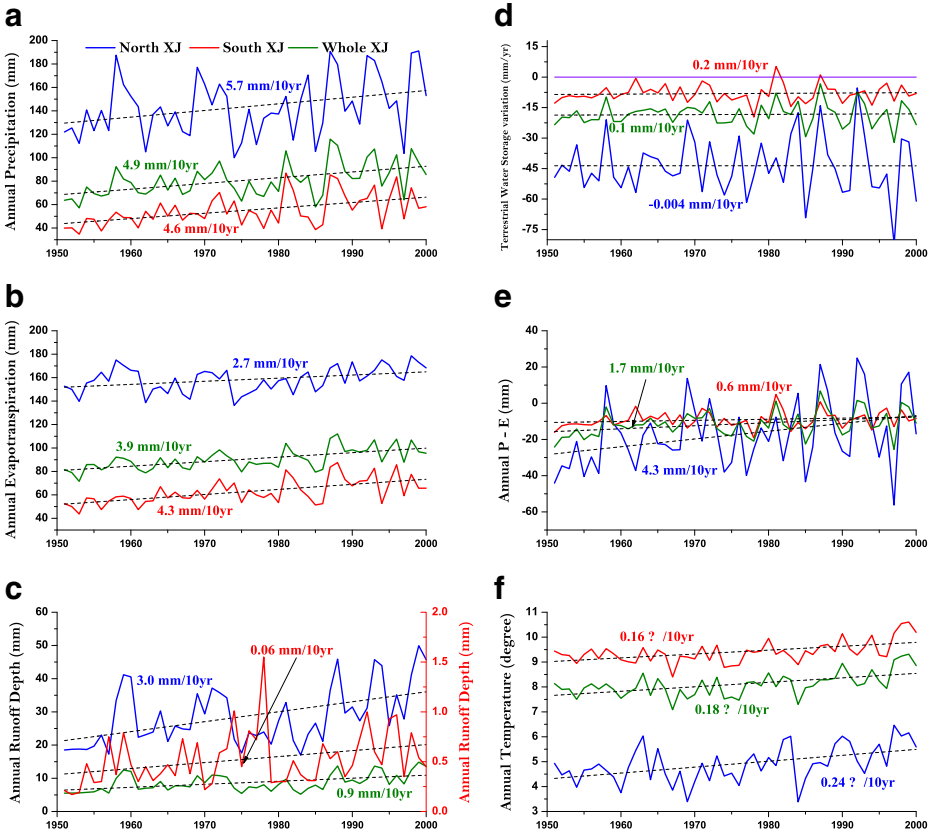 a
Annual Precipitation (mm)
North XJ South XJ Whole XJ
200
180
160
140
120
100
80
60
40
5.7 mm/10yr
4.9 mm/10yr
4.6 mm/10yr
1950 1960 1970 1980 1990 2000
d
Terrestrial Water Storage variation (mm/yr)
15
0
-15
-30
-45
-60
-75
0.2 mm/10yr
0.1 mm/10yr
-0.004 mm/10yr
1950 1960 1970 1980 1990 2000
b
Annual Evapotranspiration (mm)
200
180
160
140
120
100
80
60
40
2.7 mm/10yr
3.9 mm/10yr
4.3 mm/10yr
1950 1960 1970 1980 1990 2000
e
Annual P - E (mm)
40
20
0
-20
-40
-60
1.7 mm/10yr
0.6 mm/10yr
4.3 mm/10yr
1950 1960 1970 1980 1990 2000
c
Annual Runoff Depth (mm)
60
50
40
30
20
10
0
0.06 mm/10yr
3.0 mm/10yr
0.9 mm/10yr
2.0
1.5
1.0
0.5
0.0
Annual Runoff Depth (mm)
1950 1960 1970 1980 1990 2000
f
Annual Temperature (degree)
11
10
9
8
7
6
5
4
3
0.16 ? /10yr
0.18 ? /10yr
0.24 ? /10yr
1950 1960 1970 1980 1990 2000